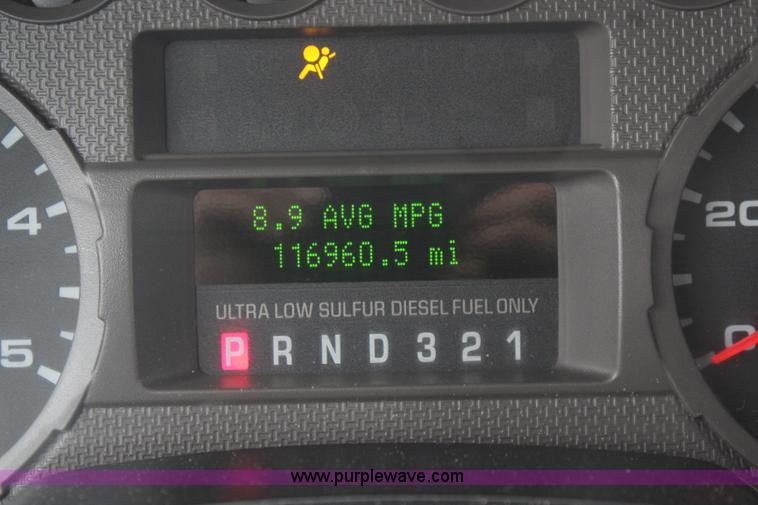 8.9 AVG MPG
116960.5 mi
ULTRA LOW SULFUR DIESEL FUEL ONLY
P R N D 3 2 1
4
5
20
0
www.purplewave.com